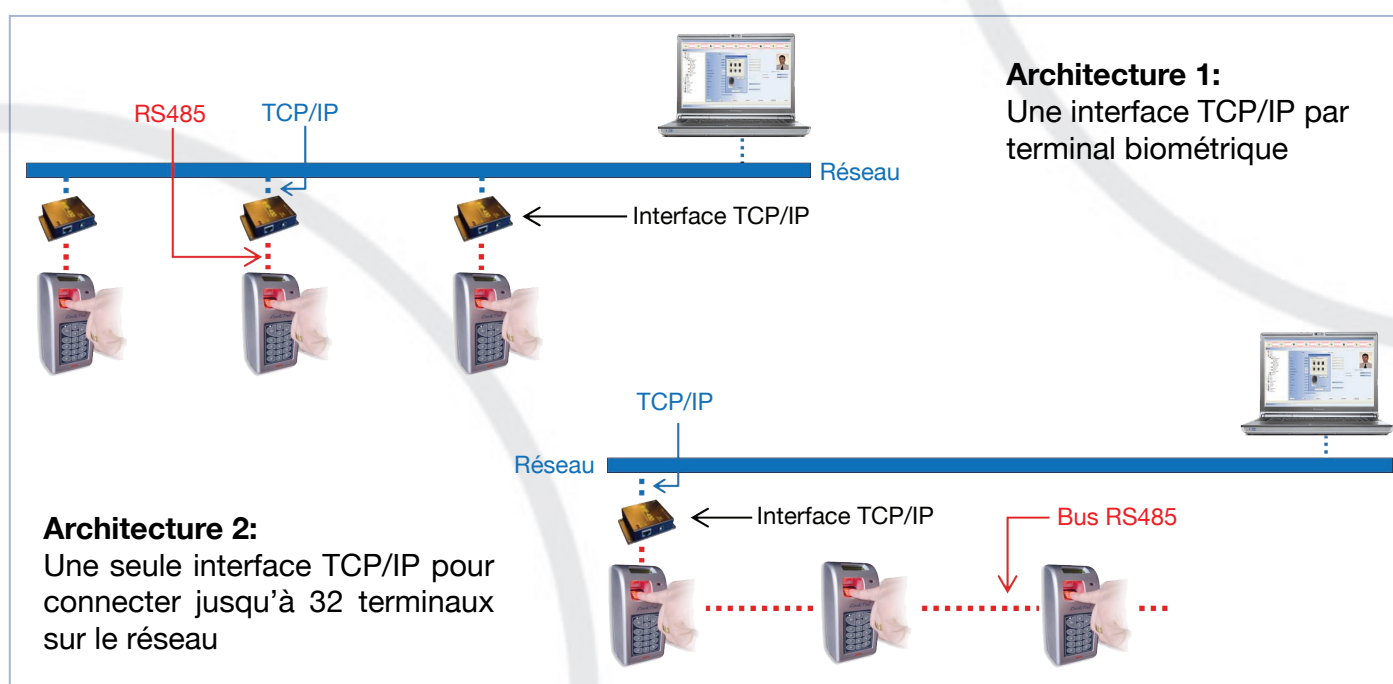 Architecture 1:
Une interface TCP/IP par
terminal biométrique
RS485
TCP/IP
Réseau
Interface TCP/IP
TCP/IP
Réseau
Interface TCP/IP
Bus RS485
Architecture 2:
Une seule interface TCP/IP pour
connecter jusqu'à 32 terminaux
sur le réseau